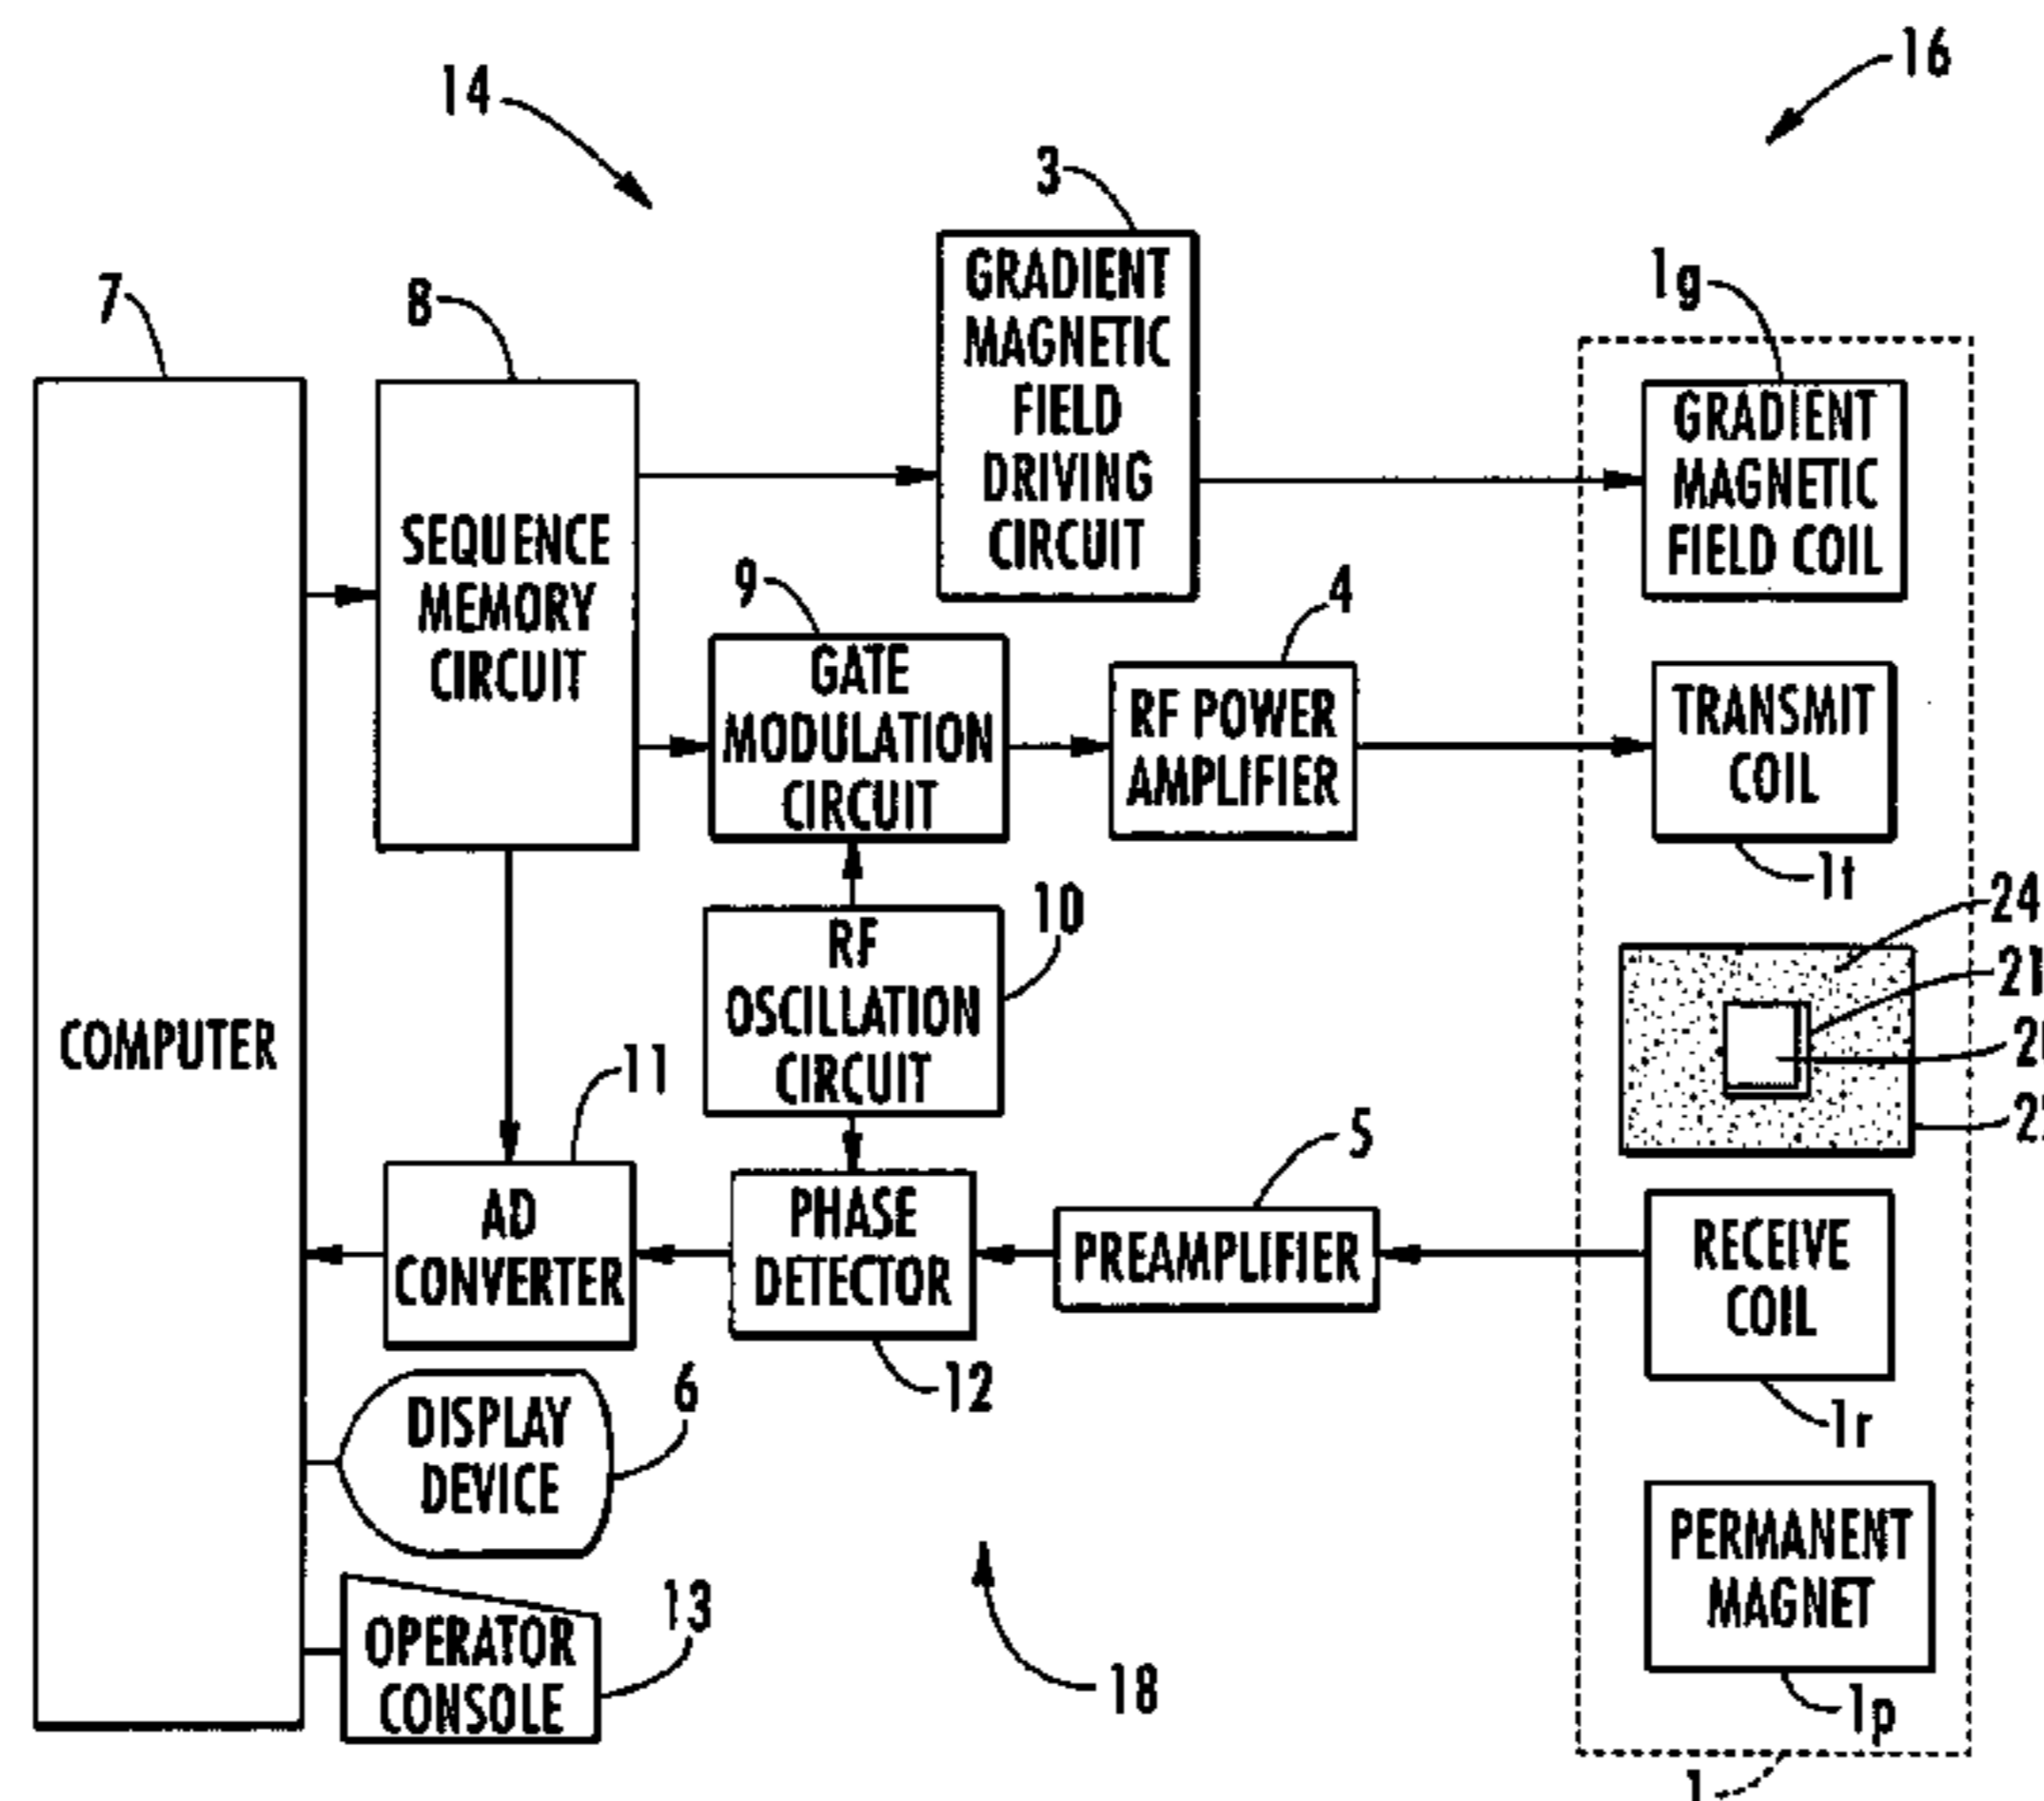 14
16
3
GRADIENT
MAGNETIC
FIELD
DRIVING
CIRCUIT
1g
GRADIENT
MAGNETIC
FIELD COIL
7
COMPUTER
8
SEQUENCE
MEMORY
CIRCUIT
9
GATE
MODULATION
CIRCUIT
4
RF POWER
AMPLIFIER
TRANSMIT
COIL
1t
10
RF
OSCILLATION
CIRCUIT
24
21
11
AD
CONVERTER
PHASE
DETECTOR
12
5
PREAMPLIFIER
RECEIVE
COIL
1r
DISPLAY
DEVICE
6
PERMANENT
MAGNET
1p
OPERATOR
CONSOLE
13
18
1